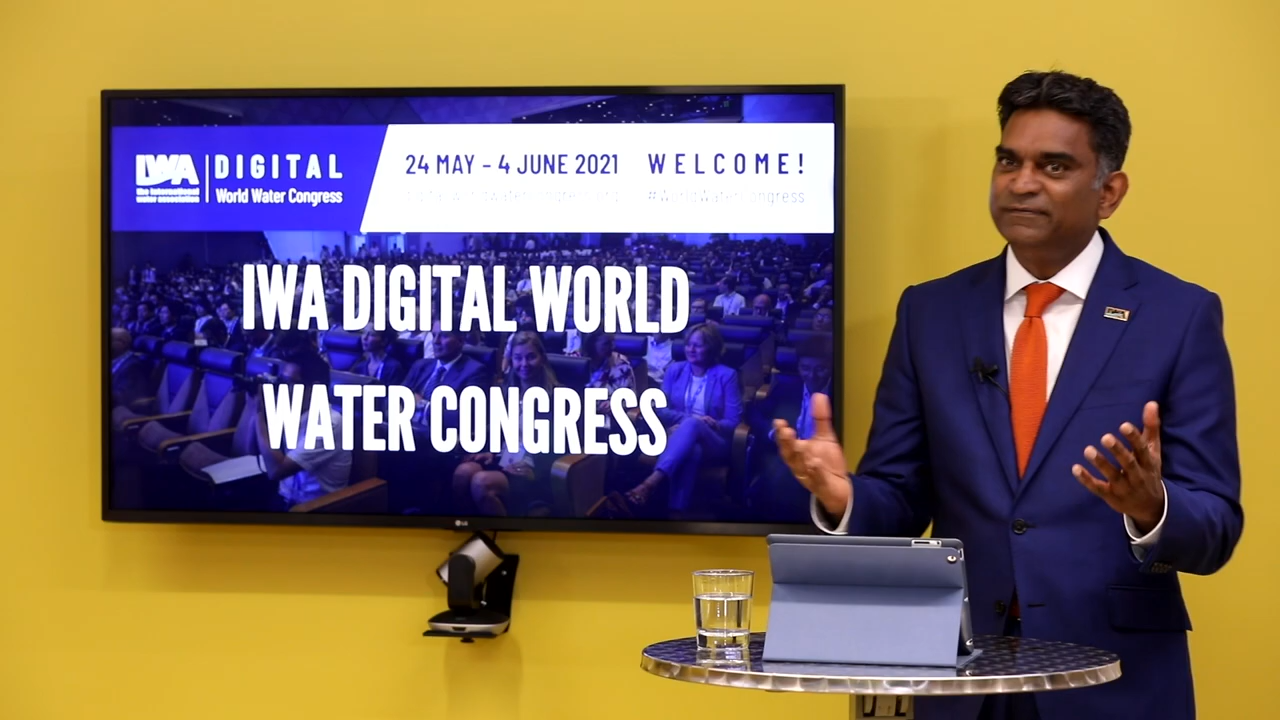 IWA
the international
water association
DIGITAL
World Water Congress
24 MAY – 4 JUNE 2021 WELCOME!
#WorldWaterCongress
IWA DIGITAL WORLD
WATER CONGRESS
LG